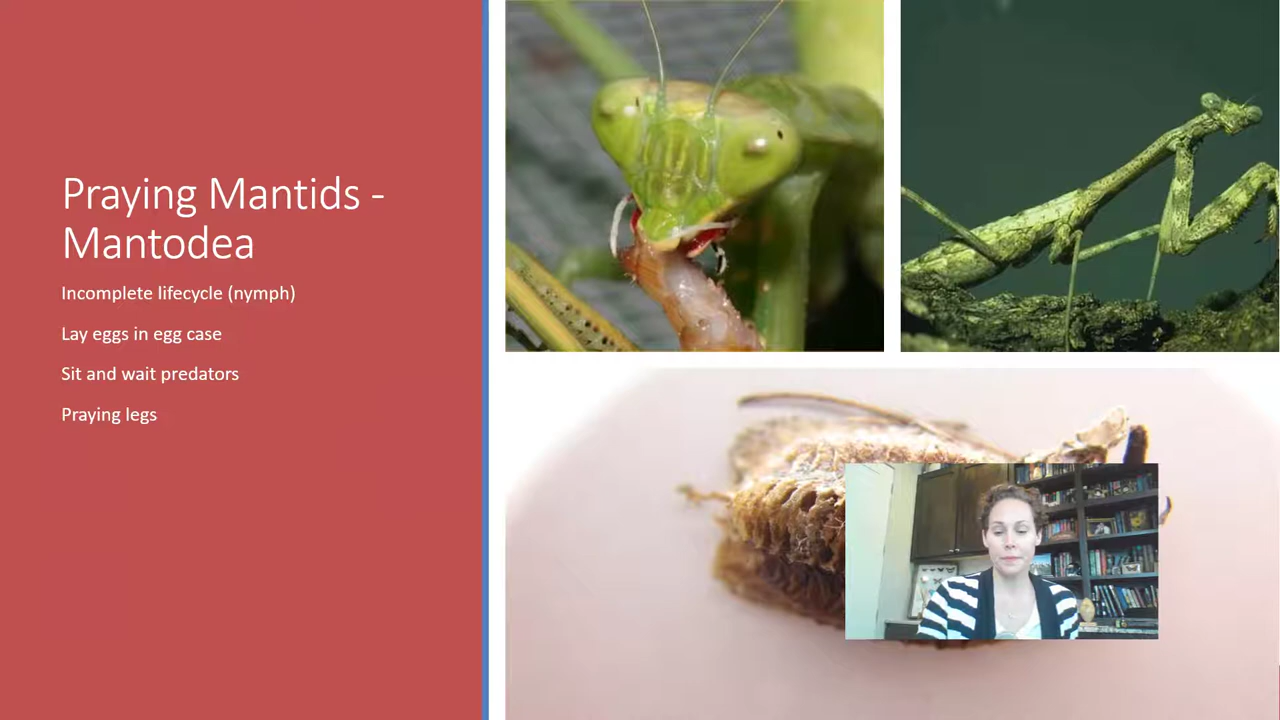 Praying Mantids -
Mantodea
Incomplete lifecycle (nymph)
Lay eggs in egg case
Sit and wait predators
Praying legs